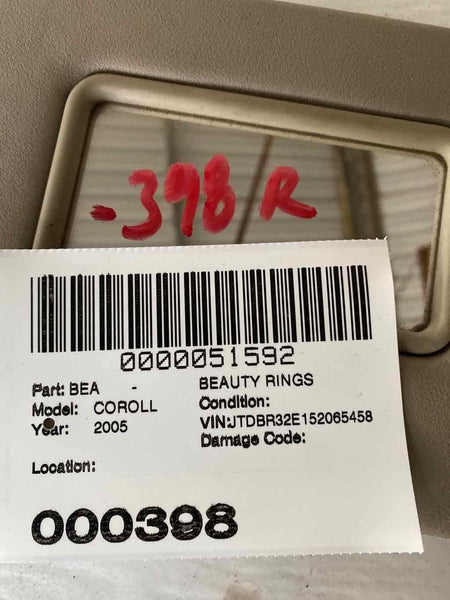 -398 R
0000051592
Part: BEA - BEAUTY RINGS
Model: COROLL Condition:
Year: 2005 VIN:JTDBR32E152065458
Damage Code:
Location:
000398